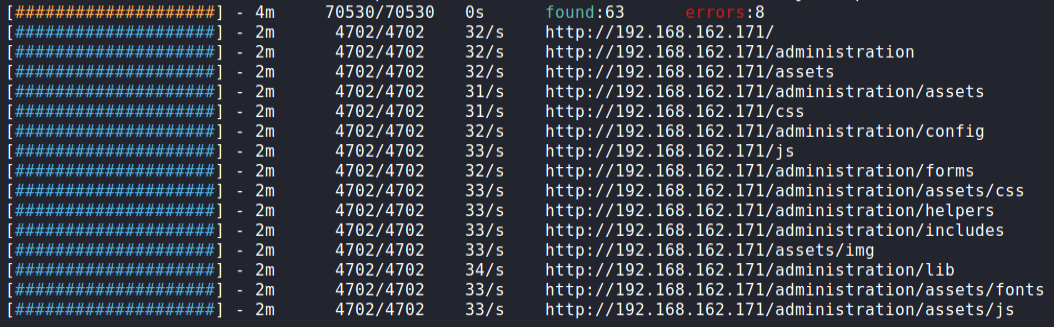 [####################] - 4m 70530/70530 0s found:63 errors:8
[####################] - 2m 4702/4702 32/s http://192.168.162.171/
[####################] - 2m 4702/4702 32/s http://192.168.162.171/administration
[####################] - 2m 4702/4702 32/s http://192.168.162.171/assets
[####################] - 2m 4702/4702 31/s http://192.168.162.171/administration/assets
[####################] - 2m 4702/4702 31/s http://192.168.162.171/css
[####################] - 2m 4702/4702 32/s http://192.168.162.171/administration/config
[####################] - 2m 4702/4702 33/s http://192.168.162.171/js
[####################] - 2m 4702/4702 32/s http://192.168.162.171/administration/forms
[####################] - 2m 4702/4702 33/s http://192.168.162.171/administration/assets/css
[####################] - 2m 4702/4702 33/s http://192.168.162.171/administration/helpers
[####################] - 2m 4702/4702 33/s http://192.168.162.171/administration/includes
[####################] - 2m 4702/4702 33/s http://192.168.162.171/assets/img
[####################] - 2m 4702/4702 34/s http://192.168.162.171/administration/lib
[####################] - 2m 4702/4702 33/s http://192.168.162.171/administration/assets/fonts
[####################] - 2m 4702/4702 33/s http://192.168.162.171/administration/assets/js